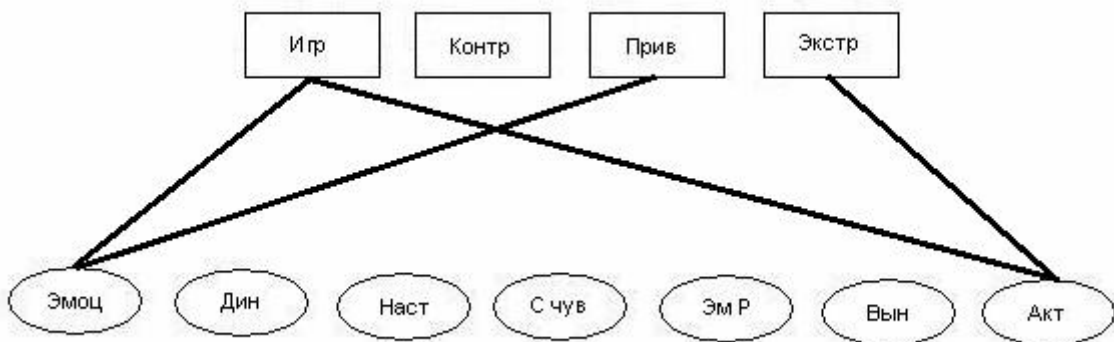 Игр
Контр
Прив
Экстр
Эмоц
Дин
Наст
С чув
Эм Р
Вын
Акт